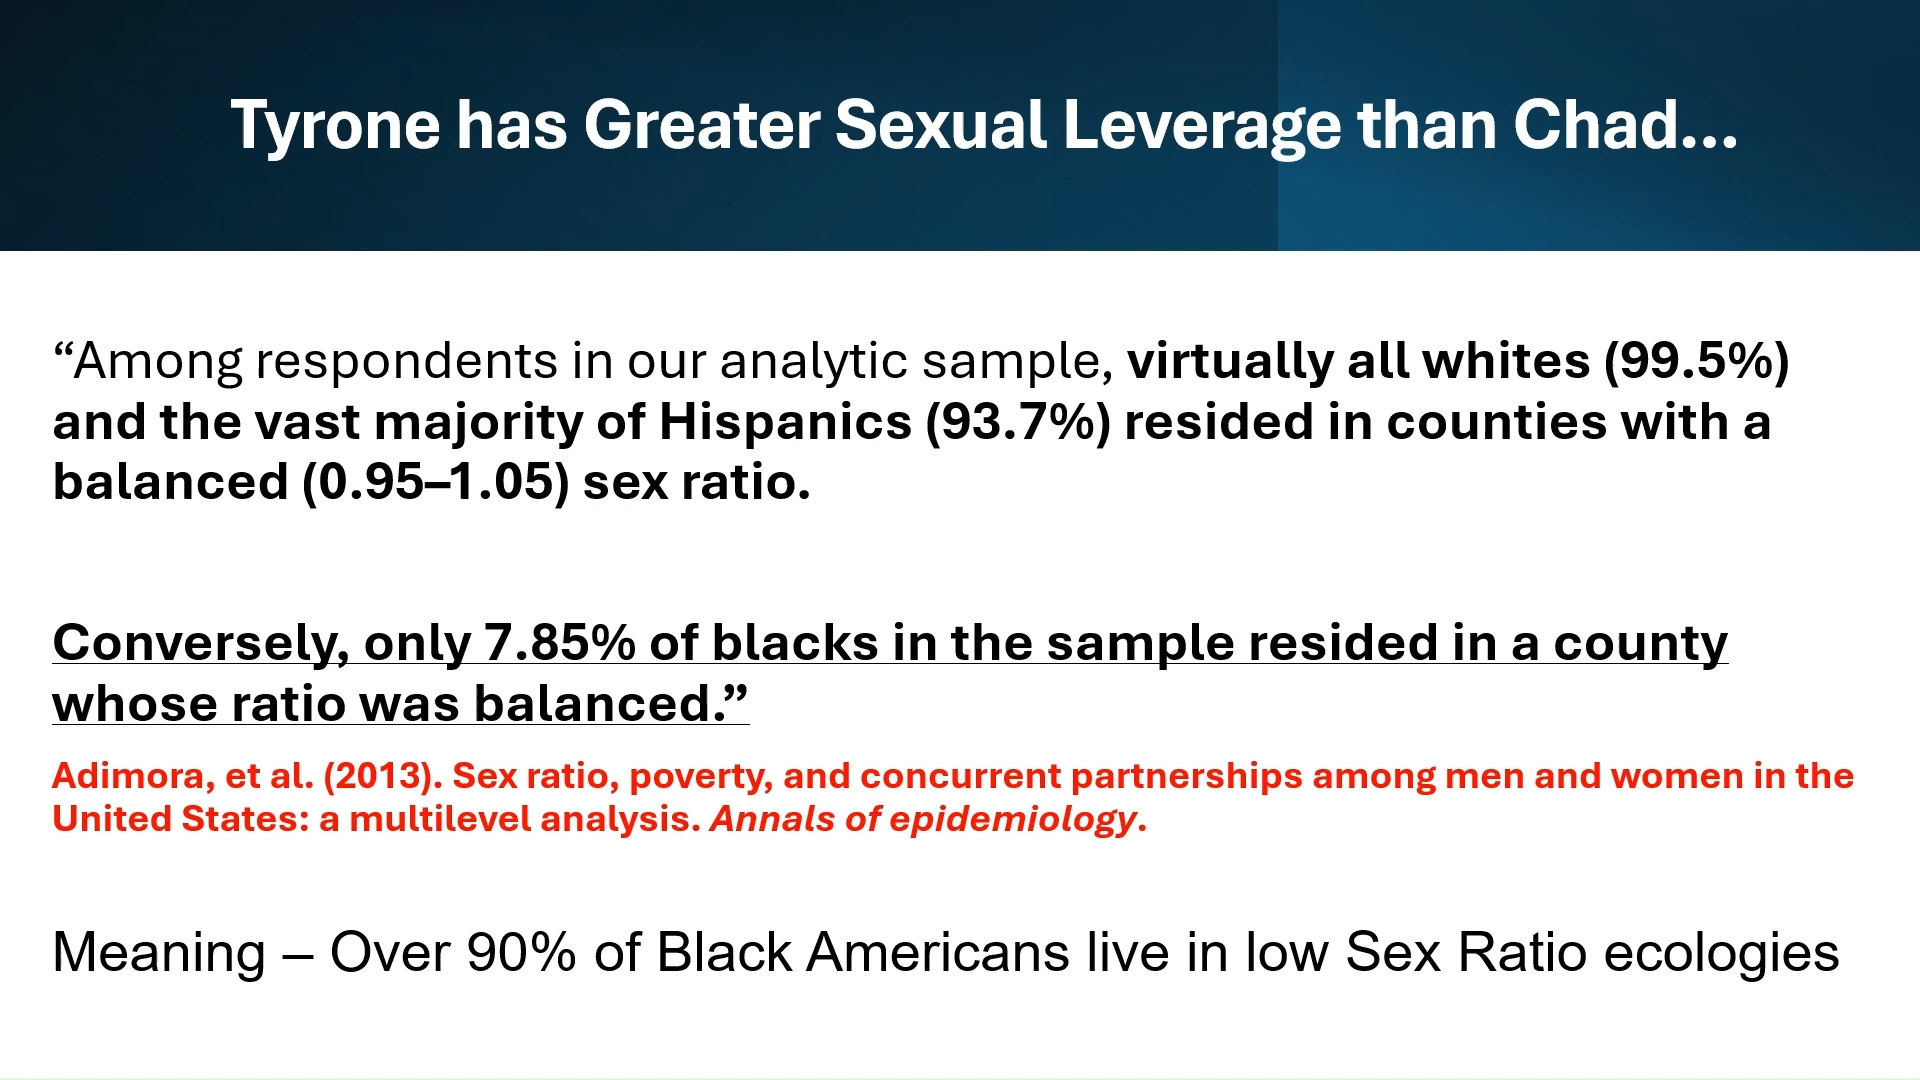 Tyrone has Greater Sexual Leverage than Chad...
“Among respondents in our analytic sample, virtually all whites (99.5%)
and the vast majority of Hispanics (93.7%) resided in counties with a
balanced (0.95–1.05) sex ratio.
Conversely, only 7.85% of blacks in the sample resided in a county
whose ratio was balanced.”
Adimora, et al. (2013). Sex ratio, poverty, and concurrent partnerships among men and women in the
United States: a multilevel analysis. Annals of epidemiology.
Meaning – Over 90% of Black Americans live in low Sex Ratio ecologies